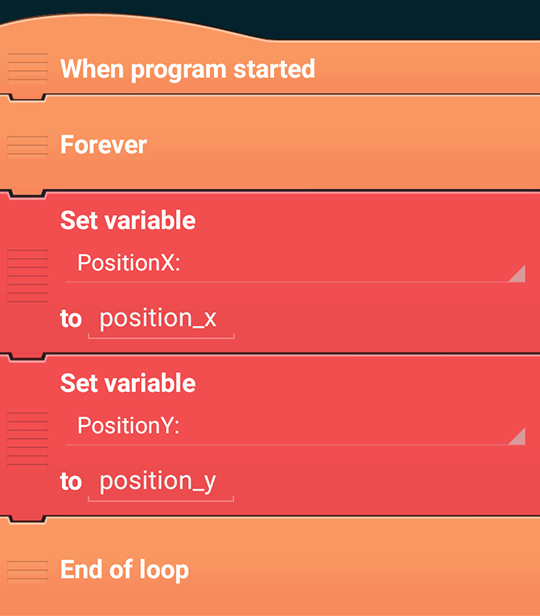 When program started
Forever
Set variable
PositionX:
to position_x
Set variable
PositionY:
to position_y
End of loop